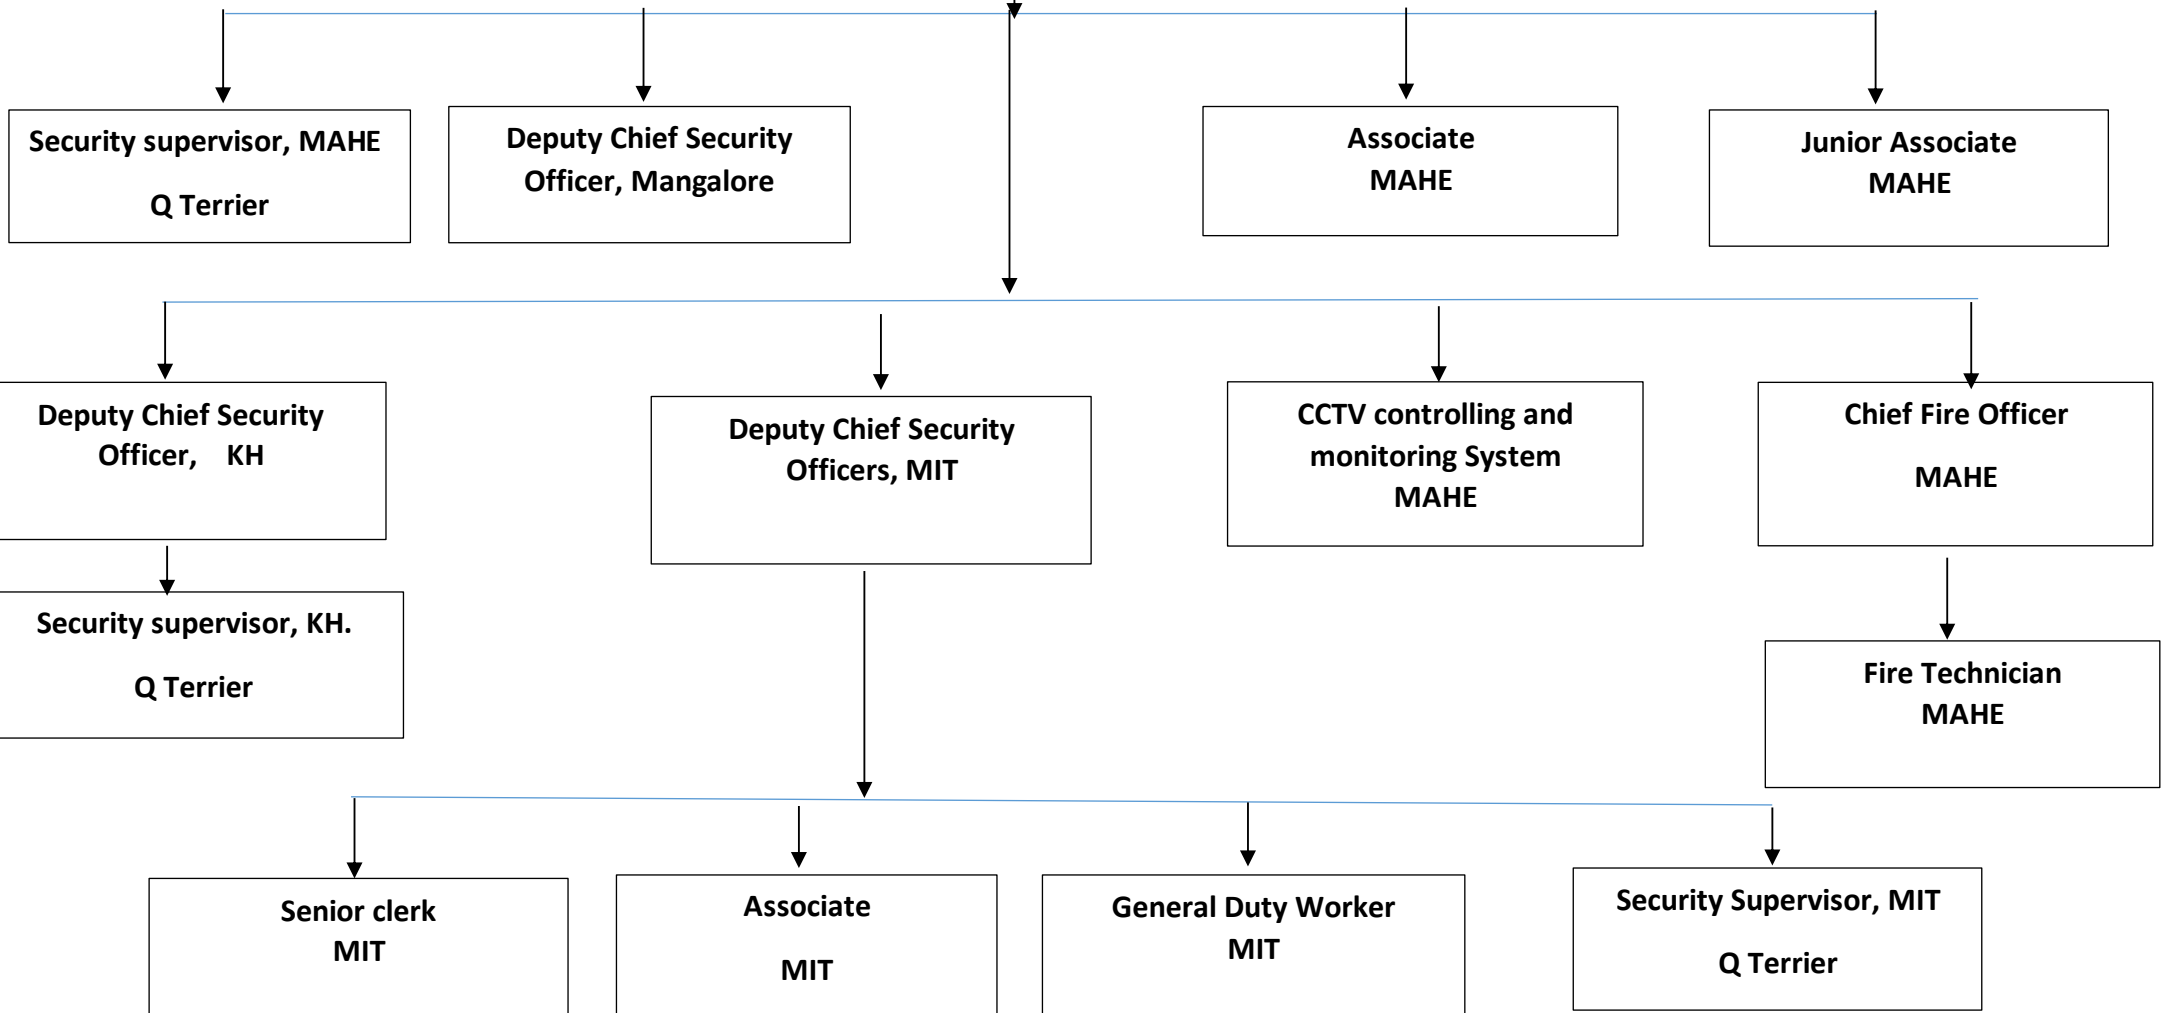 Security supervisor, MAHE
Q Terrier
Deputy Chief Security
Officer, Mangalore
Associate
MAHE
Junior Associate
MAHE
Deputy Chief Security
Officer, KH
Deputy Chief Security
Officers, MIT
CCTV controlling and
monitoring System
MAHE
Chief Fire Officer
MAHE
Security supervisor, KH.
Q Terrier
Fire Technician
MAHE
Senior clerk
MIT
Associate
MIT
General Duty Worker
MIT
Security Supervisor, MIT
Q Terrier